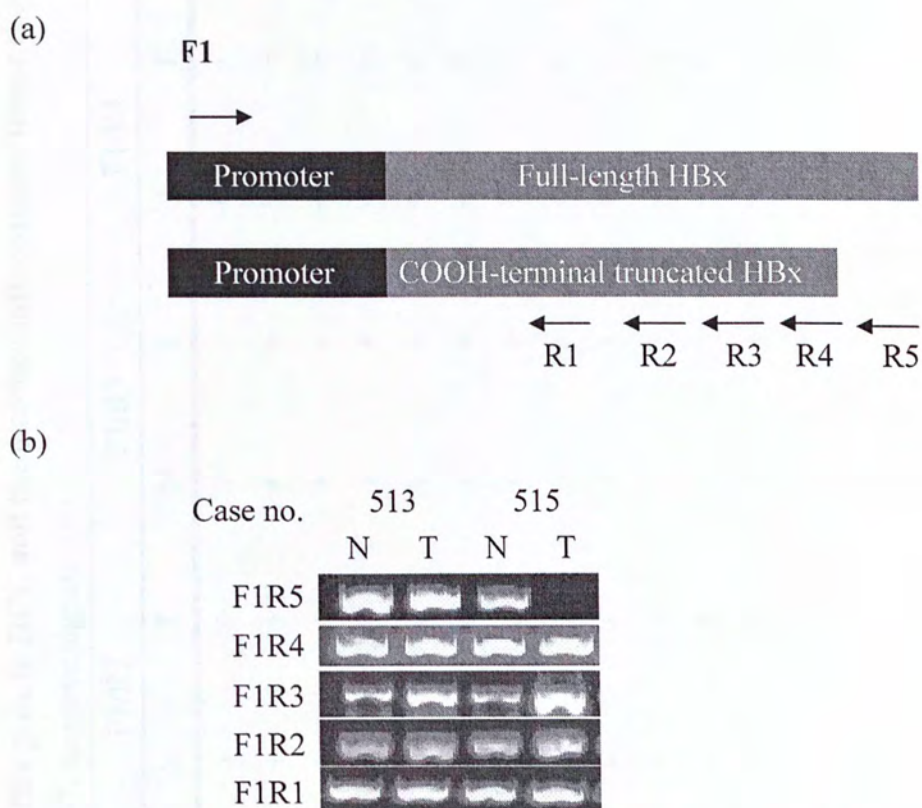 (a)
F1
Promoter Full-length HBx
Promoter COOH-terminal truncated HBx
R1 R2 R3 R4 R5
(b)
Case no. 513 515
N T N T
F1R5
F1R4
F1R3
F1R2
F1R1